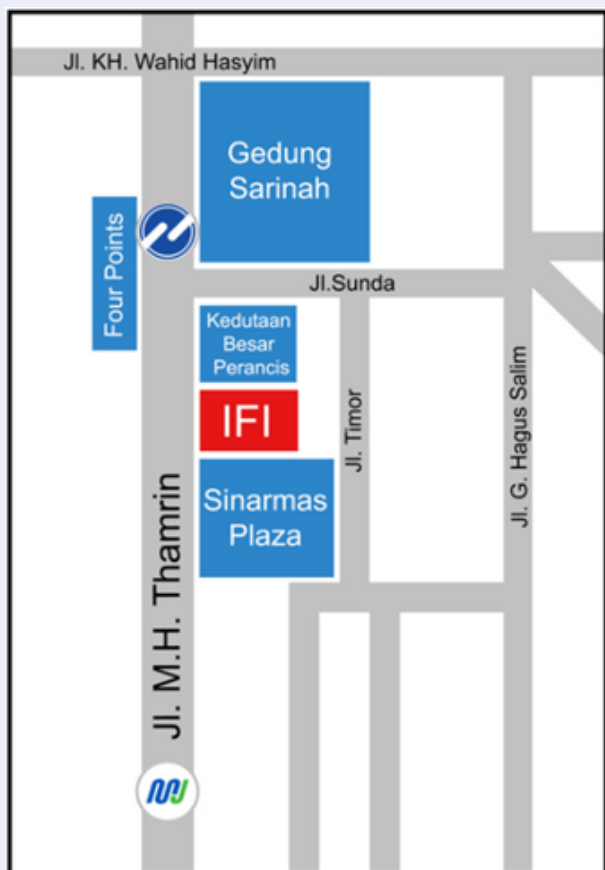 Jl. KH. Wahid Hasyim
Gedung
Sarinah
Four Points
Jl.Sunda
Kedutaan
Besar
Perancis
IFI
Jl. Timor
Jl. G. Hagus Salim
Sinarmas
Plaza
Jl. M.H. Thamrin